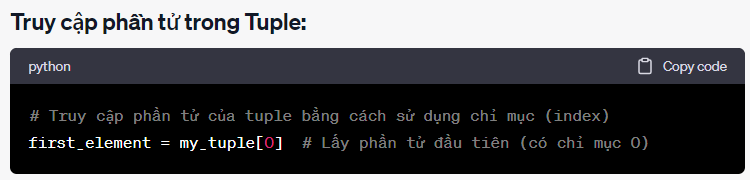 Truy cập phần tử trong Tuple:
python Copy code
# Truy cập phần tử của tuple bằng cách sử dụng chỉ mục (index)
first_element = my_tuple[0]  # Lấy phần tử đầu tiên (có chỉ mục 0)